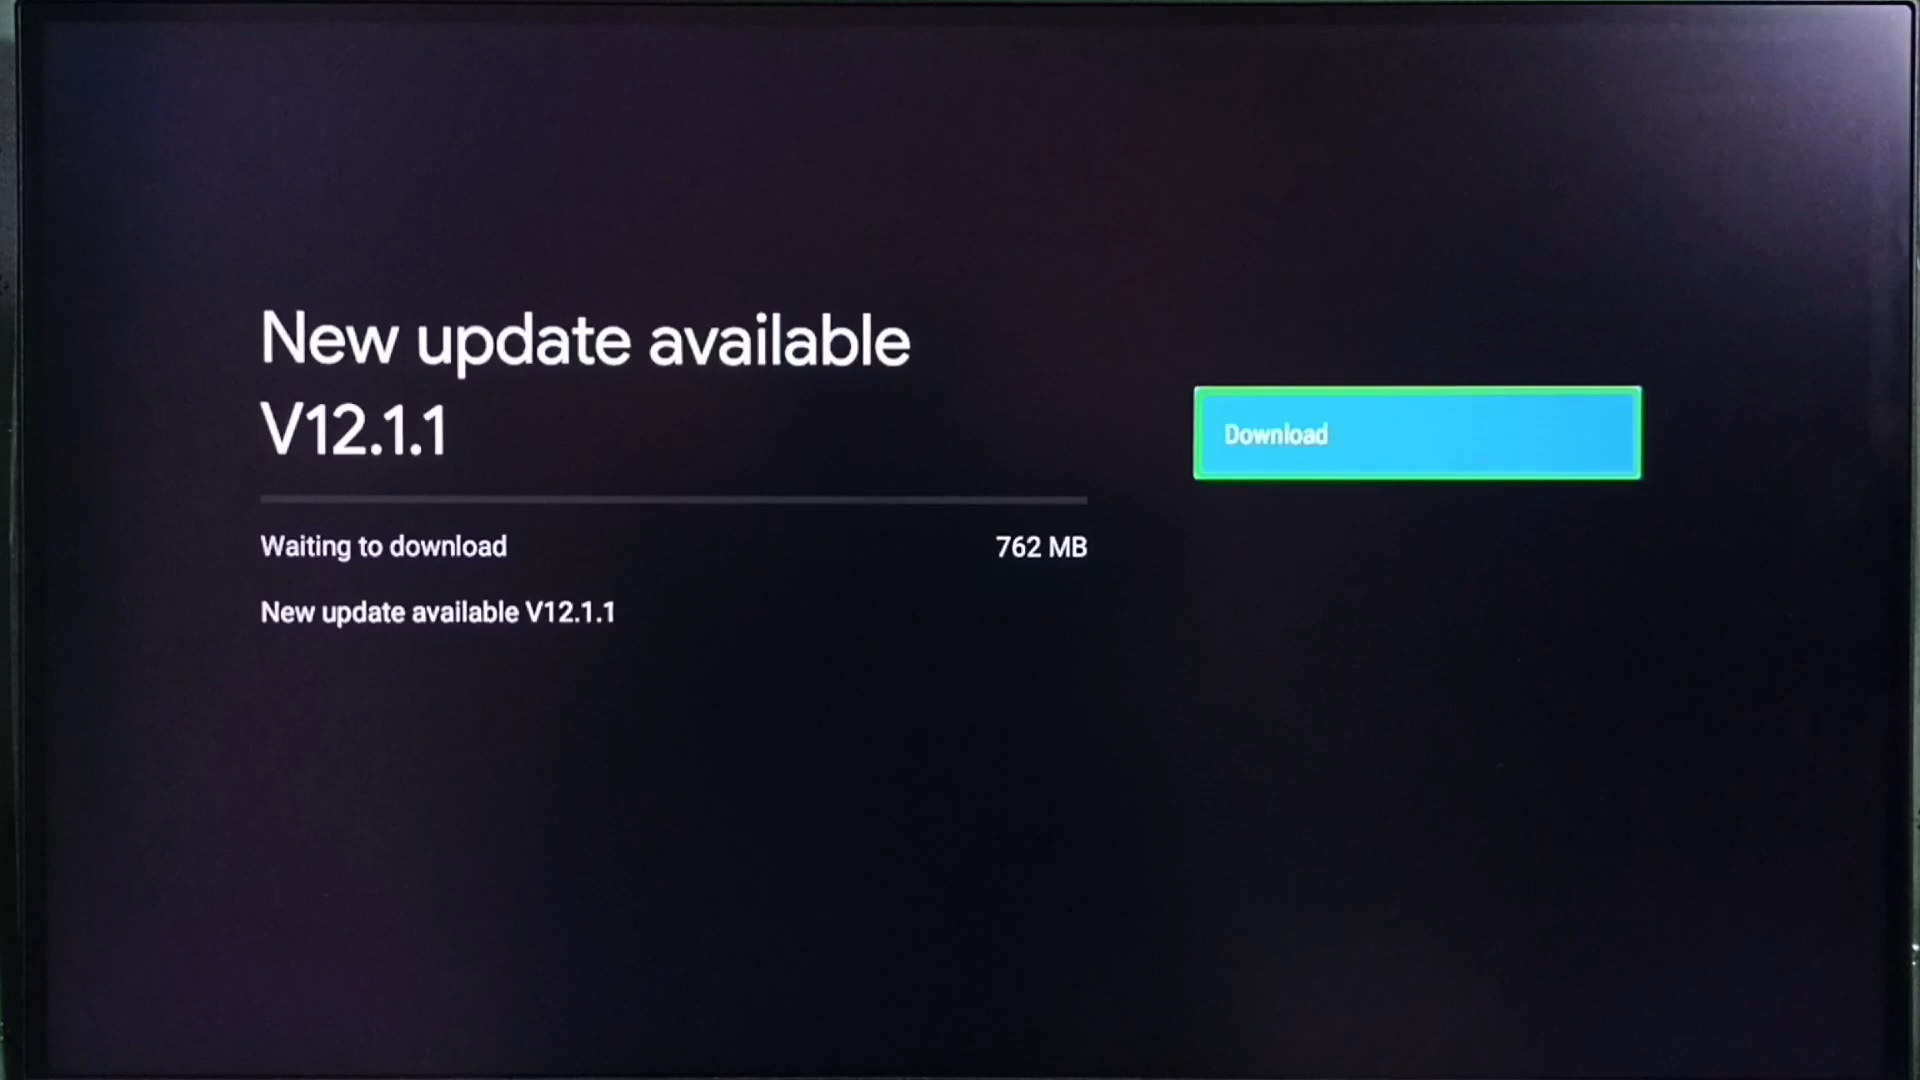 New update available
V12.1.1
Download
Waiting to download 762 MB
New update available V12.1.1